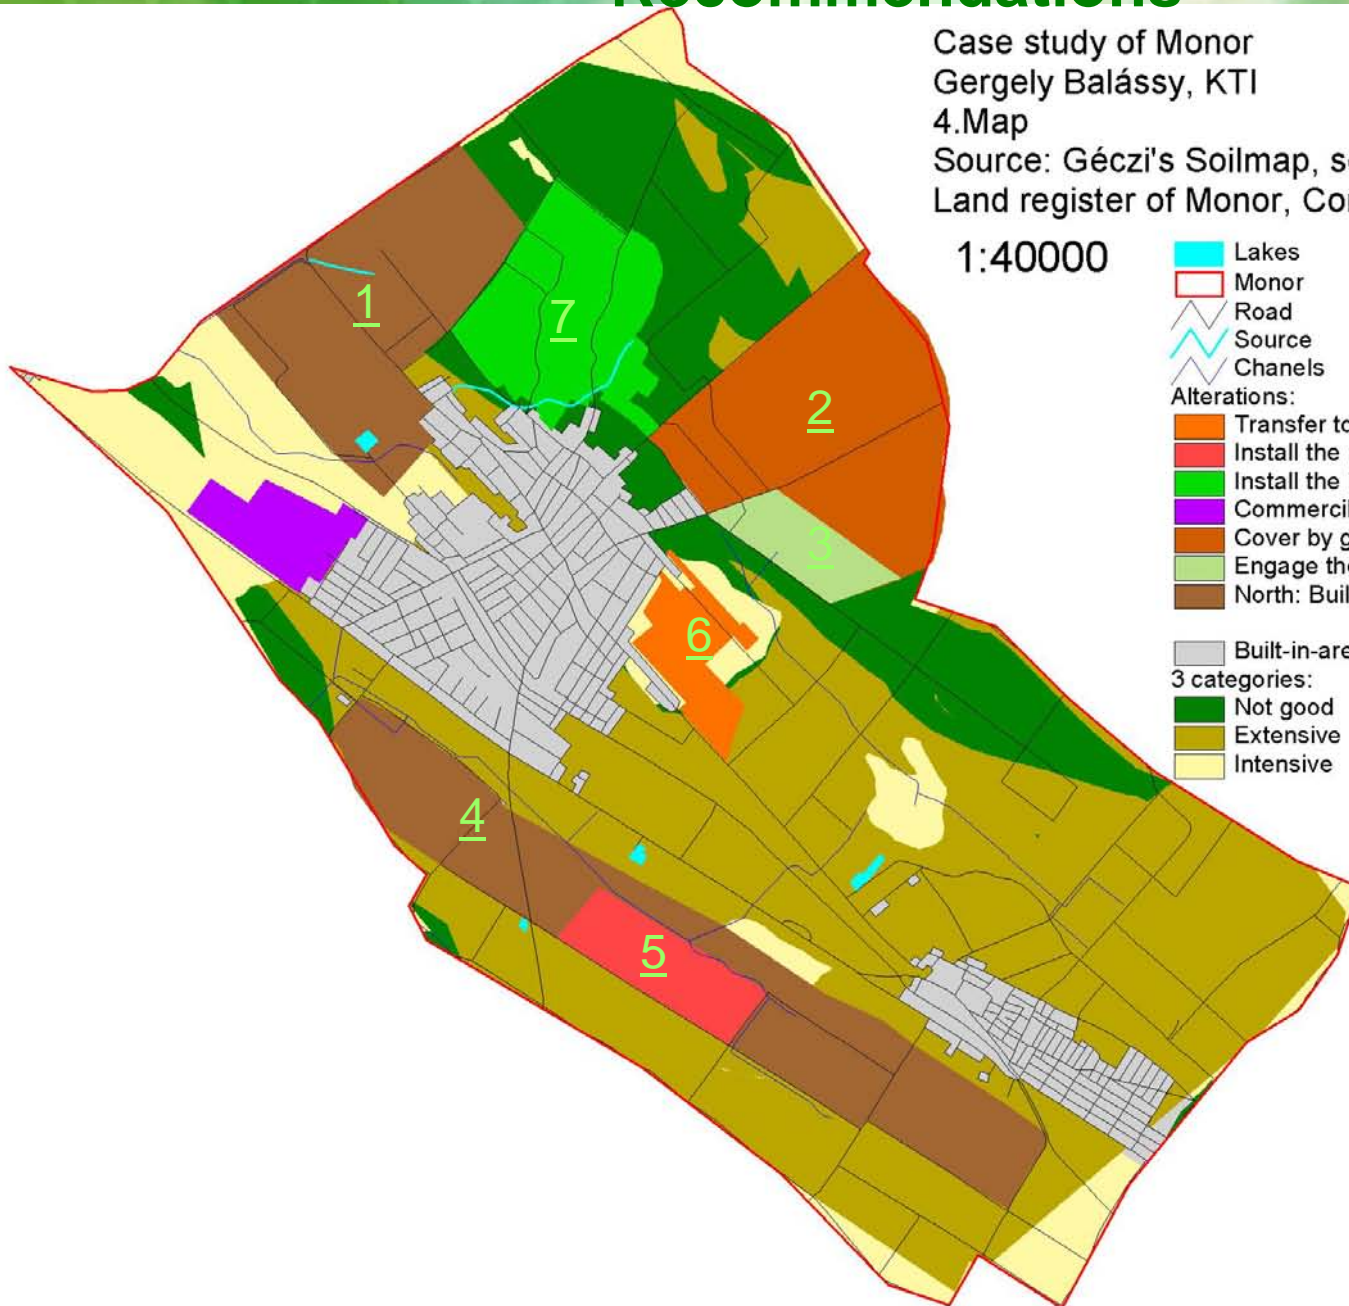 Recommendations
Case study of Monor
Gergely Balássy, KTI
4.Map
Source: Géczi's Soilmap,
Land register of Monor,
1:40000
Lakes
Monor
Road
Source
Chanels
Alterations:
Transfer
Install the
Install the
Cover by
Engage
North:
3 categories:
Not good
Extensive
Intensive
1
7
2
3
6
4
5